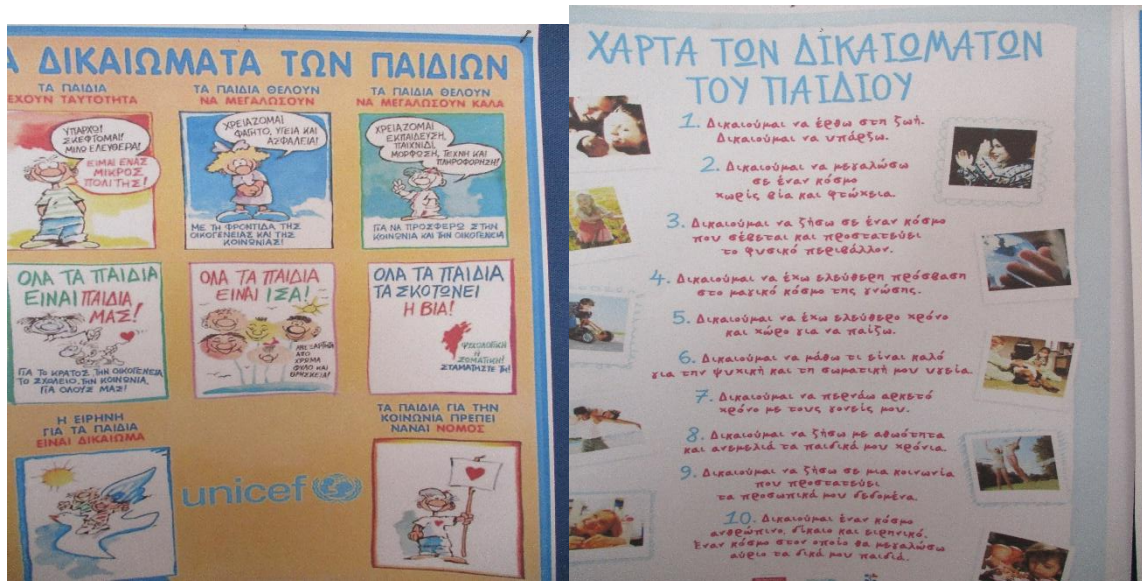 Α ΔΙΚΑΙΩΜΑΤΑ ΤΩΝ ΠΑΙΔΙΩΝ
ΤΑ ΠΑΙΔΙΑ
ΕΧΟΥΝ ΤΑΥΤΟΤΗΤΑ
ΥΠΑΡΧΩ!
ΣΚΕΦΤΟΜΑΙ!
ΜΙΛΩ ΕΛΕΥΘΕΡΑ!
ΕΙΜΑΙ ΕΝΑΣ
ΜΙΚΡΟΣ
ΠΟΛΙΤΗΣ!
ΤΑ ΠΑΙΔΙΑ ΘΕΛΟΥΝ
ΝΑ ΜΕΓΑΛΩΣΟΥΝ
ΧΡΕΙΑΖΟΜΑΙ
ΦΑΓΗΤΟ, ΥΓΕΙΑ ΚΑΙ
ΑΣΦΑΛΕΙΑ!
ΜΕ ΤΗ ΦΡΟΝΤΙΔΑ ΤΗΣ
ΟΙΚΟΓΕΝΕΙΑΣ ΚΑΙ ΤΗΣ
ΚΟΙΝΩΝΙΑΣ!
ΤΑ ΠΑΙΔΙΑ ΘΕΛΟΥΝ
ΝΑ ΜΕΓΑΛΩΣΟΥΝ ΚΑΛΑ
ΧΡΕΙΑΖΟΜΑΙ
ΕΚΠΑΙΔΕΥΣΗ,
ΠΑΙΧΝΙΔΙ,
ΜΟΡΦΩΣΗ, ΤΕΧΝΗ ΚΑΙ
ΠΛΗΡΟΦΟΡΗΣΗ!
ΓΙΑ ΝΑ ΠΡΟΣΦΕΡΩ ΣΤΗΝ
ΚΟΙΝΩΝΙΑ ΚΑΙ ΤΗΝ ΟΙΚΟΓΕΝΕΙΑ
ΟΛΑ ΤΑ ΠΑΙΔΙΑ
ΕΙΝΑΙ ΠΑΙΔΙΑ
ΜΑΣ!
ΓΙΑ ΤΟ ΚΡΑΤΟΣ, ΤΗΝ ΟΙΚΟΓΕΝΕΙΑ
ΤΟ ΣΧΟΛΕΙΟ, ΤΗΝ ΚΟΙΝΩΝΙΑ,
ΓΙΑ ΟΛΟΥΣ ΜΑΣ!
ΟΛΑ ΤΑ ΠΑΙΔΙΑ
ΕΙΝΑΙ ΙΣΑ!
ΑΝΕΞΑΡΤΗΤΑ
ΑΠΟ
ΧΡΩΜΑ
ΦΥΛΟ ΚΑΙ
ΘΡΗΣΚΕΙΑ!
ΟΛΑ ΤΑ ΠΑΙΔΙΑ
ΤΑ ΣΚΟΤΩΝΕΙ
Η ΒΙΑ!
ΨΥΧΟΛΟΓΙΚΗ
Η
ΣΩΜΑΤΙΚΗ!
ΣΤΑΜΑΤΗΣΤΕ ΤΗ!
Η ΕΙΡΗΝΗ
ΓΙΑ ΤΑ ΠΑΙΔΙΑ
ΕΙΝΑΙ ΔΙΚΑΙΩΜΑ
unicef
ΤΑ ΠΑΙΔΙΑ ΓΙΑ ΤΗΝ
ΚΟΙΝΩΝΙΑ ΠΡΕΠΕΙ
ΝΑΝΑΙ ΝΟΜΟΣ
ΧΑΡΤΑ ΤΩΝ ΔΙΚΑΙΩΜΑΤΩΝ
ΤΟΥ ΠΑΙΔΙΟΥ
1. Δικαιούμαι να έρθω στη ζωή.
Δικαιούμαι να υπάρξω.
2. Δικαιούμαι να μεγαλώσω
σε έναν κόσμο
χωρίς βία και φτώχεια.
3. Δικαιούμαι να ζήσω σε έναν κόσμο
που σέβεται και προστατεύει
το φυσικό περιβάλλον.
4. Δικαιούμαι να έχω ελεύθερη πρόσβαση
στο μαγικό κόσμο της γνώσης.
5. Δικαιούμαι να έχω ελεύθερο χρόνο
και χώρο για να παίξω.
6. Δικαιούμαι να μάθω τι είναι καλό
για την ψυχική και τη σωματική μου υγεία.
7. Δικαιούμαι να περνάω αρκετό
χρόνο με τους γονείς μου.
8. Δικαιούμαι να ζήσω με αθωότητα
και ανεμελιά τα παιδικά μου χρόνια.
9. Δικαιούμαι να ζήσω σε μια κοινωνία
που προστατεύει
τα προσωπικά μου δεδομένα.
10. Δικαιούμαι έναν κόσμο
ανθρώπινο, δίκαιο και ειρηνικό.
Έναν κόσμο στον οποίο θα μεγαλώσω
αύριο τα δικά μου παιδιά.